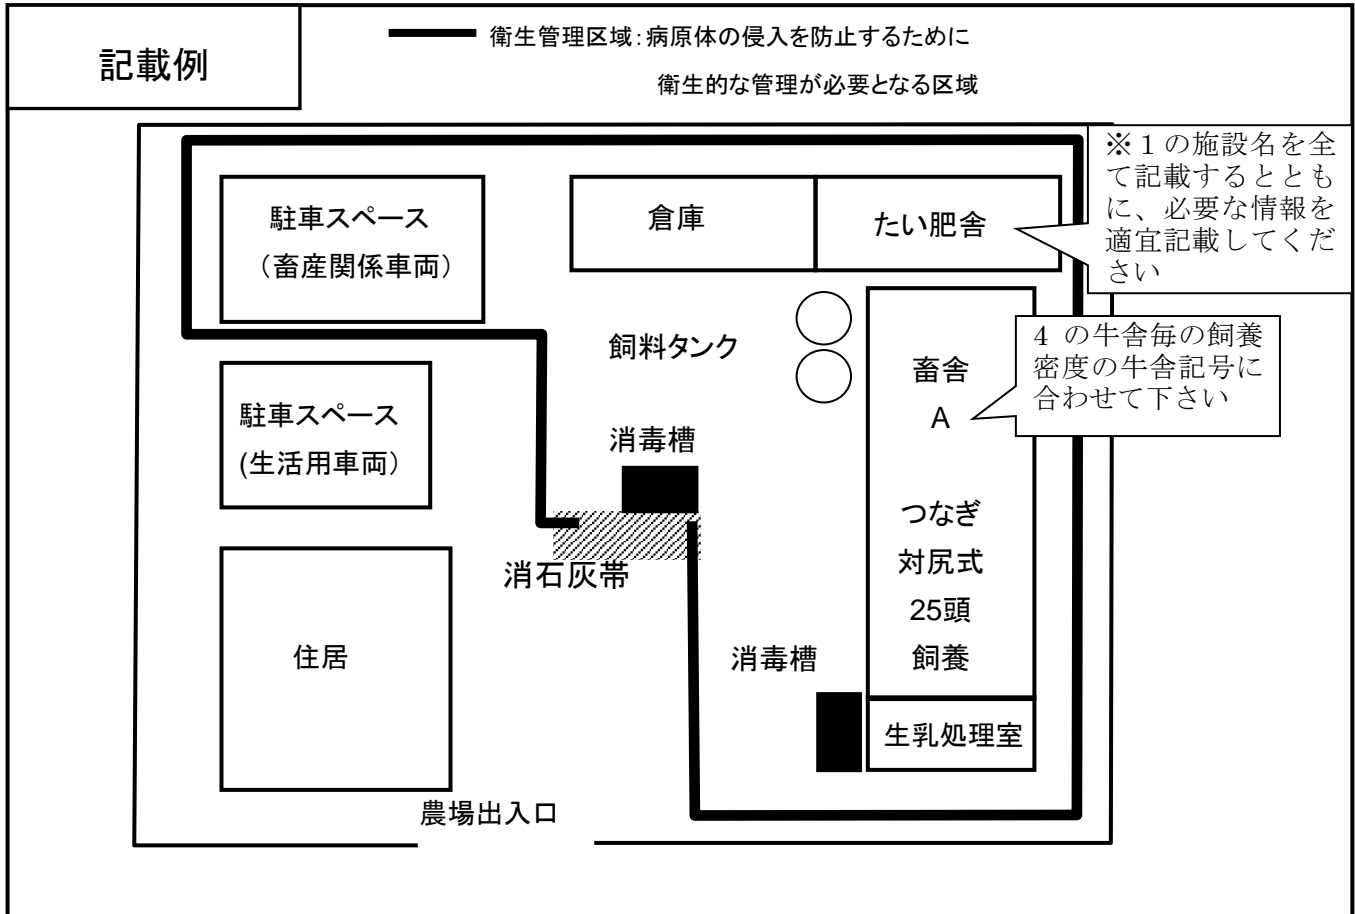 記載例
衛生管理区域：病原体の侵入を防止するために
衛生的な管理が必要となる区域
※１の施設名を全
て記載するととも
に、必要な情報を
適宜記載してくだ
さい
駐車スペース
（畜産関係車両）
倉庫
たい肥舎
飼料タンク
4 の牛舎毎の飼養
密度の牛舎記号に
合わせて下さい
畜舎
A
駐車スペース
(生活用車両）
消毒槽
つなぎ
対尻式
25頭
飼養
消石灰帯
住居
消毒槽
生乳処理室
農場出入口